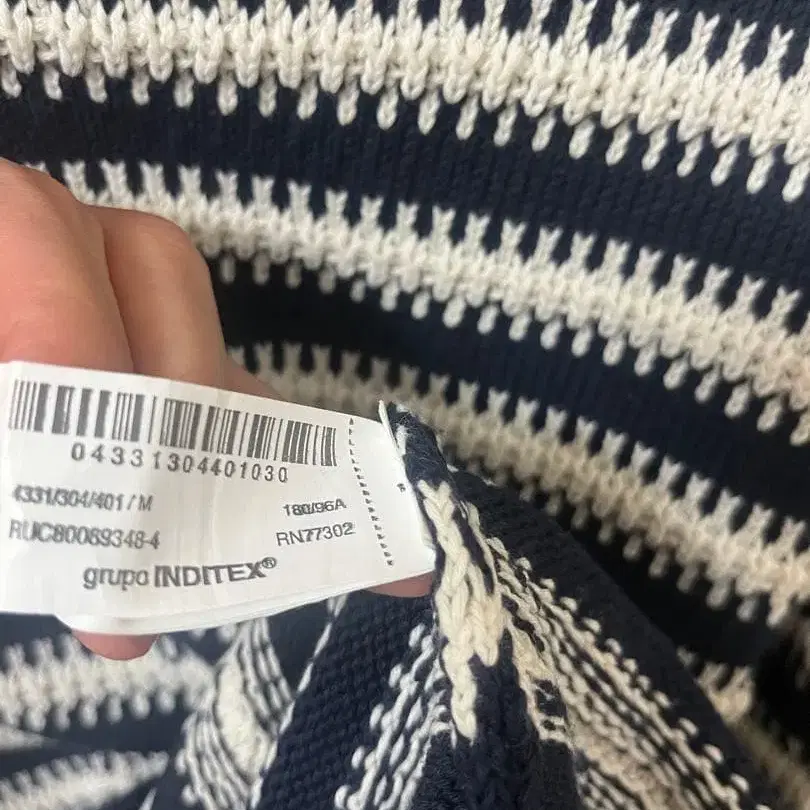 04331304401030
4331/304/401 / M
180/96A
RUC80069348-4
RN77302
grupo INDITEX®